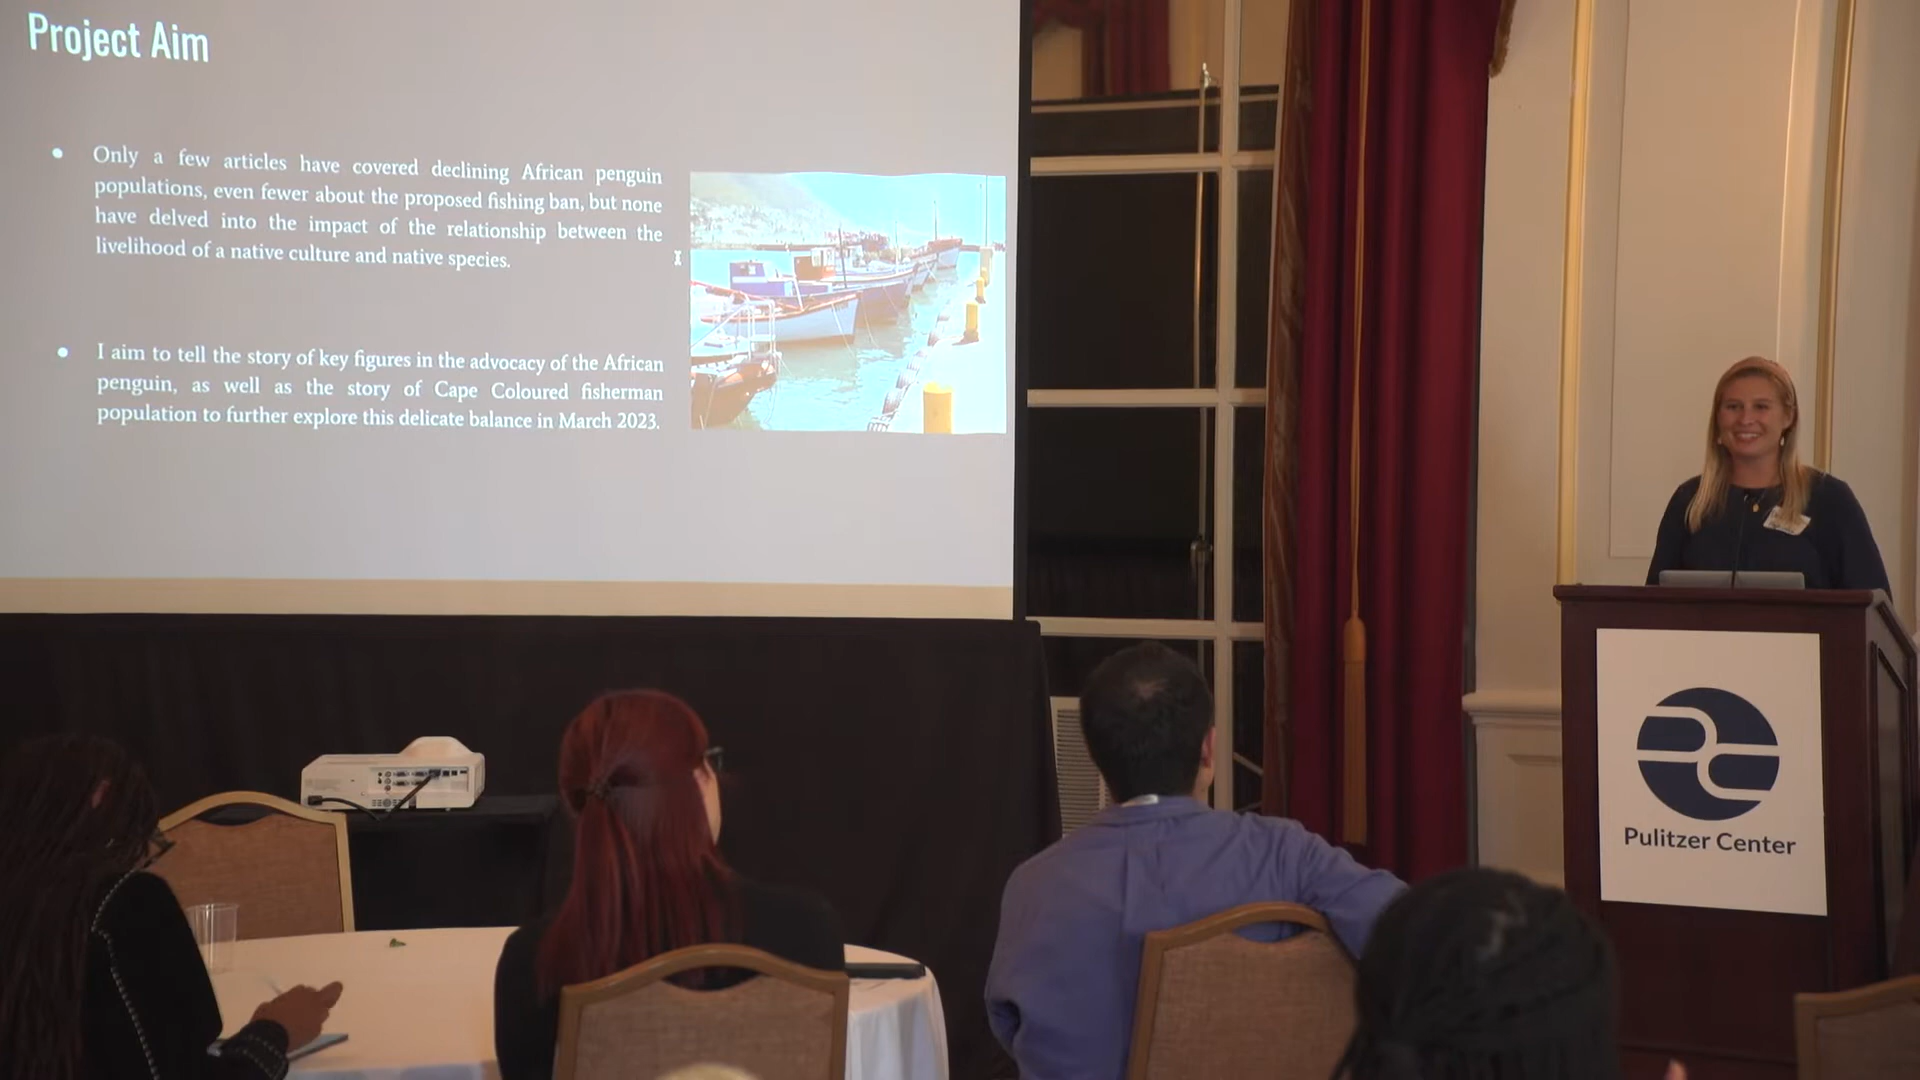 Project Aim
Only a few articles have covered declining African penguin
populations, even fewer about the proposed fishing ban, but none
have delved into the impact of the relationship between the
livelihood of a native culture and native species.
I aim to tell the story of key figures in the advocacy of the African
penguin, as well as the story of Cape Coloured fisherman
population to further explore this delicate balance in March 2023.
Pulitzer Center